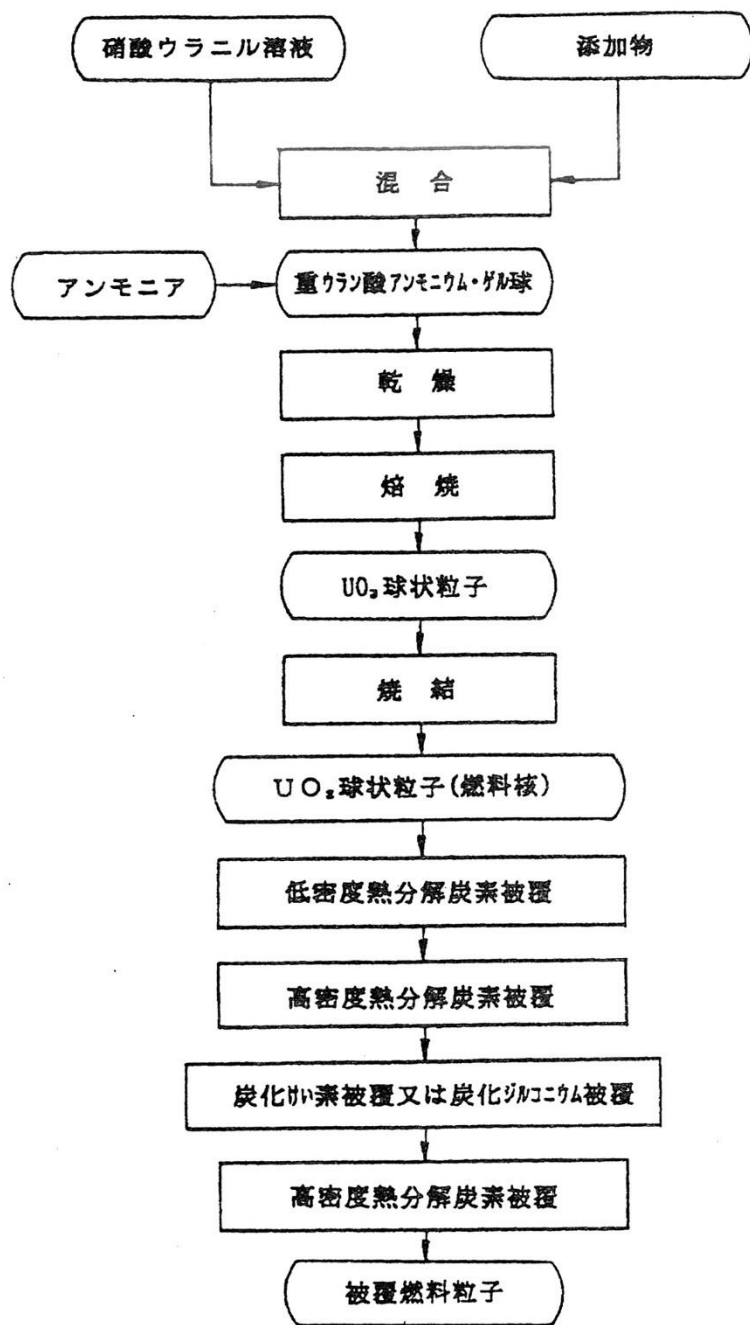 硝酸ウラニル溶液
添加物
混 合
アンモニア
重ウラン酸アンモニウム・ゲル球
乾 燥
焙 焼
UO₃球状粒子
焼 結
UO₂球状粒子(燃料核)
低密度熱分解炭素被覆
高密度熱分解炭素被覆
炭化けい素被覆又は炭化ジルコニウム被覆
高密度熱分解炭素被覆
被覆燃料粒子